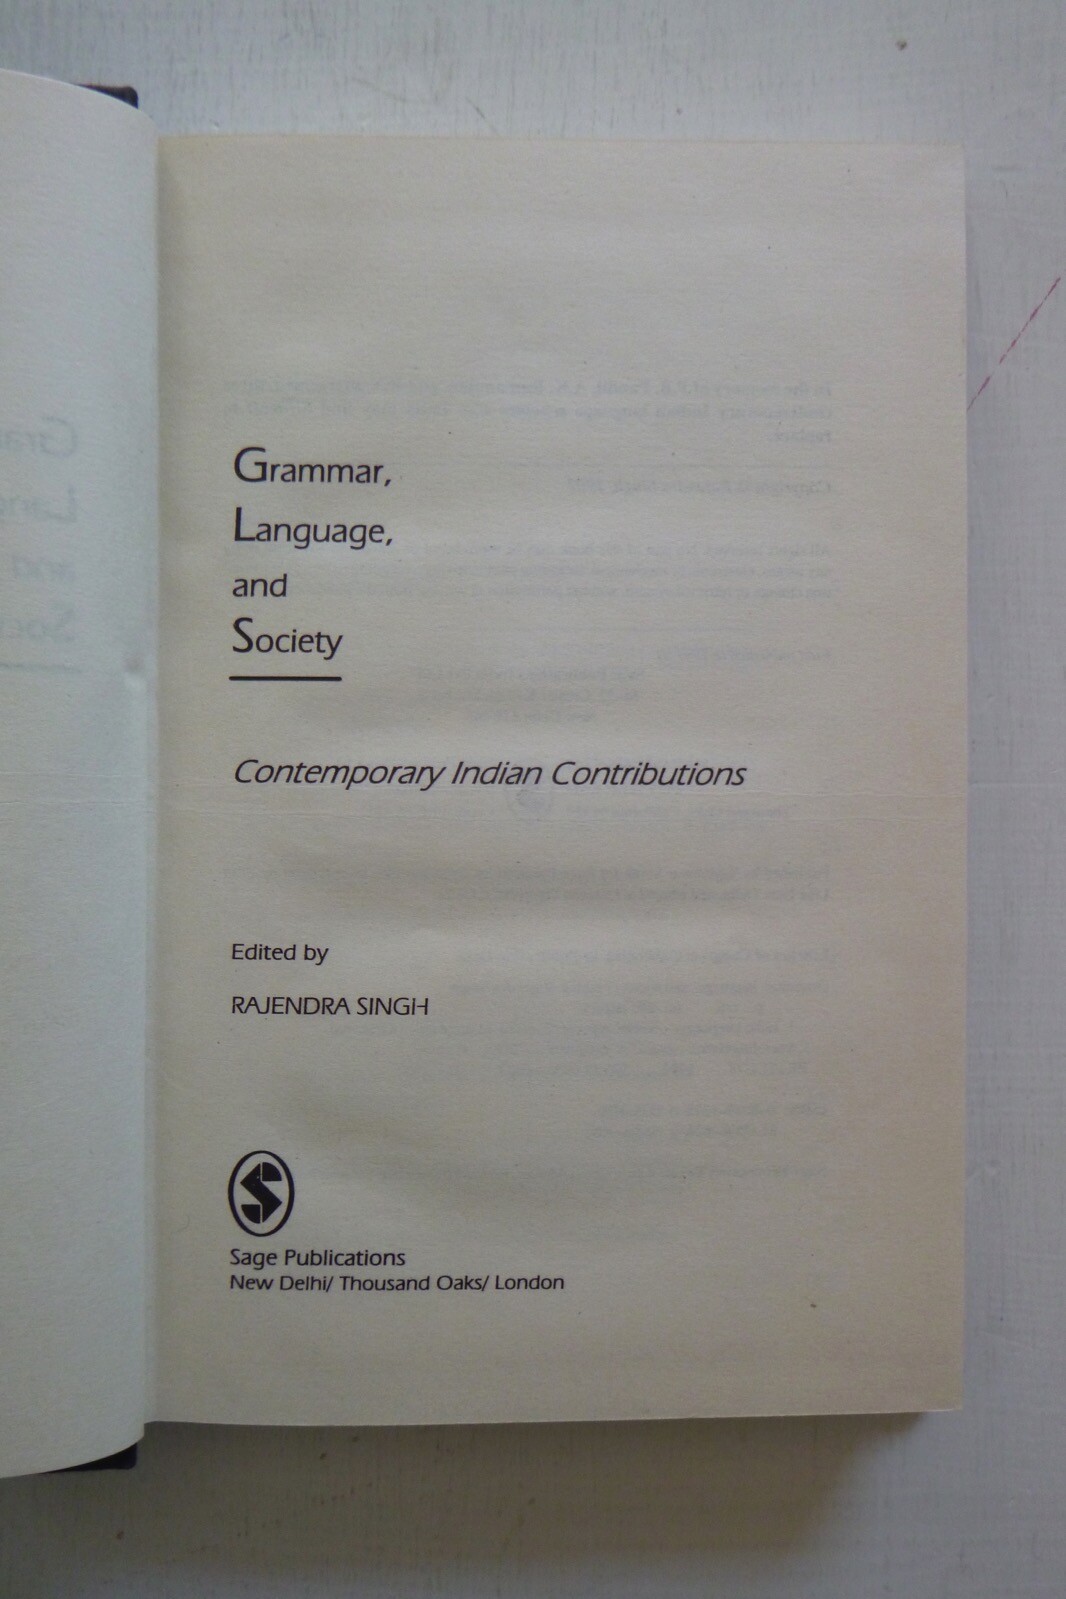 Grammar,
Language,
and
Society
Contemporary Indian Contributions
Edited by
RAJENDRA SINGH
S
Sage Publications
New Delhi/ Thousand Oaks/ London